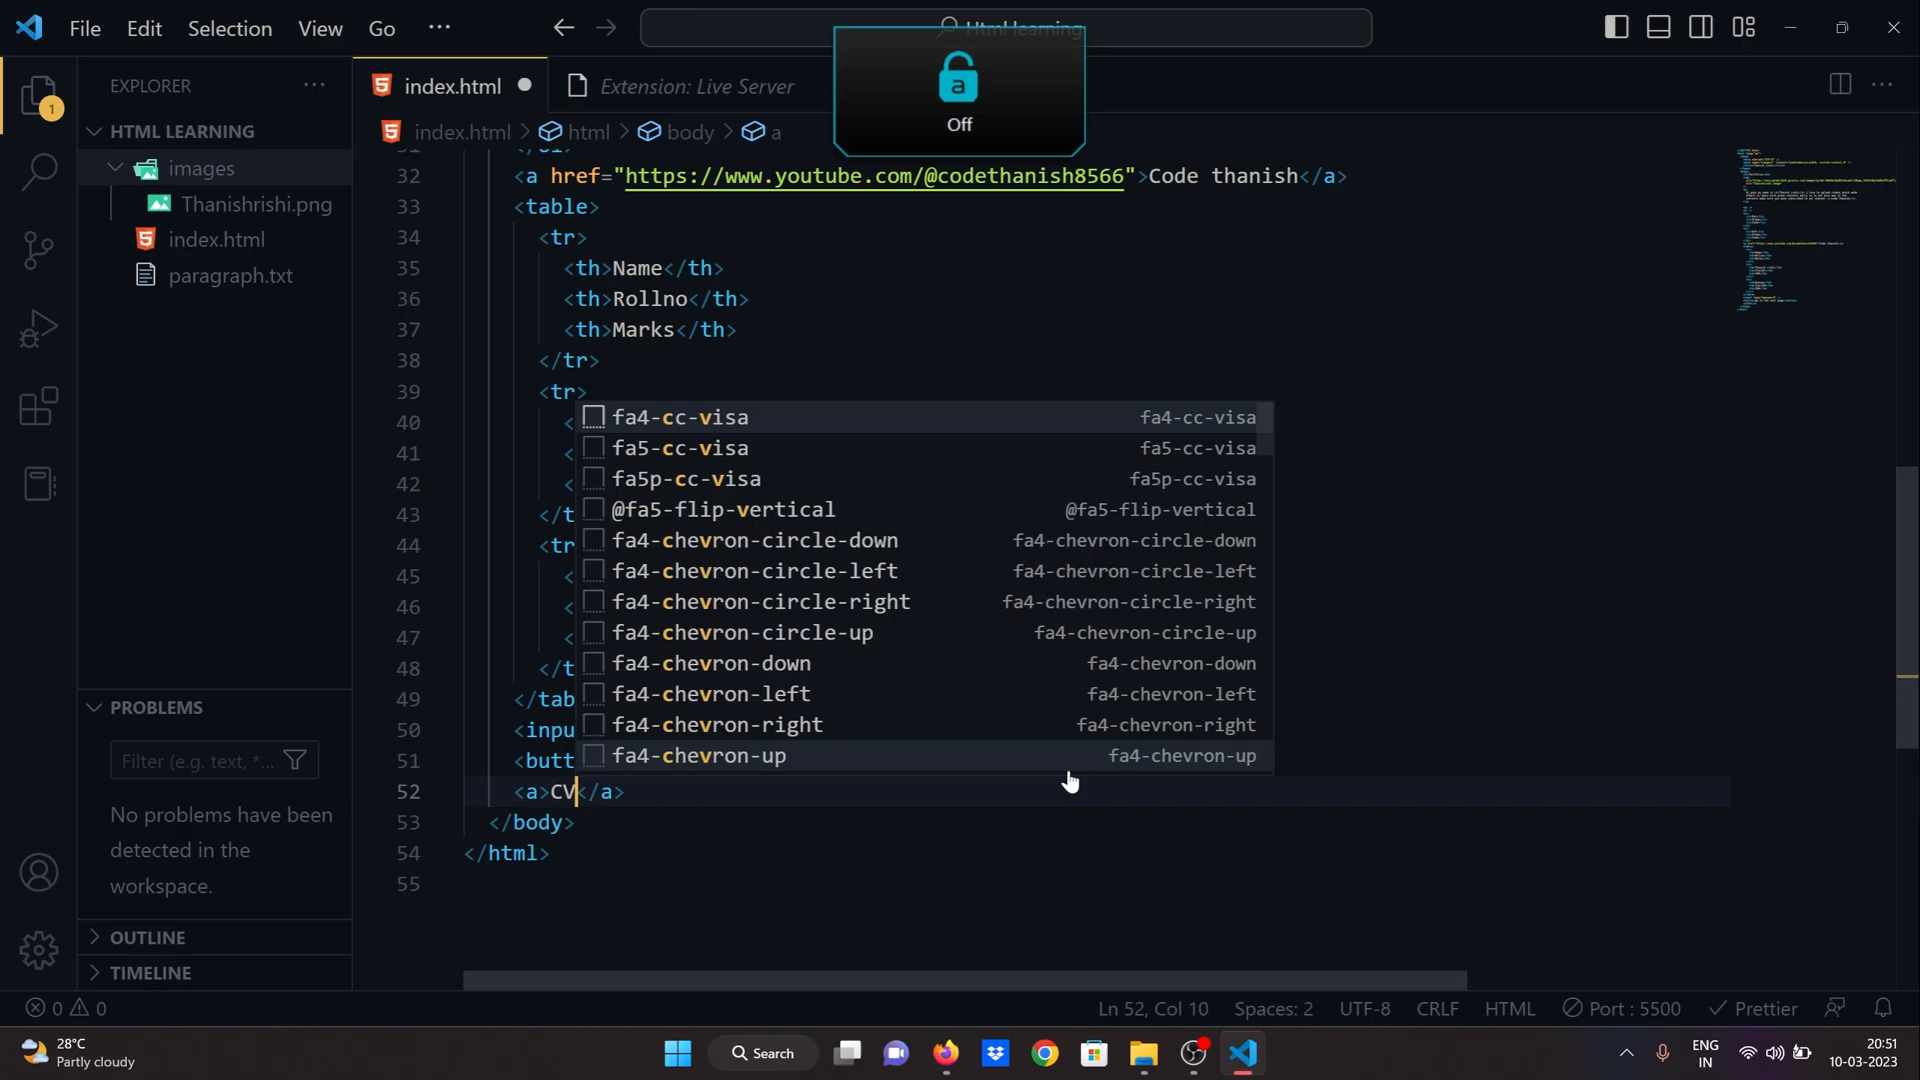 File Edit Selection View Go ··· Html learning
a
Off
EXPLORER ···
index.html Extension: Live Server ···
HTML LEARNING
index.html > html > body > a
images
Thanishrishi.png
index.html
paragraph.txt
1
32 <a href="https://www.youtube.com/@codethanish8566">Code thanish</a>
33 <table>
34 <tr>
35 <th>Name</th>
36 <th>Rollno</th>
37 <th>Marks</th>
38 </tr>
39 <tr>
40 <
41 <
42 <
43 </t
44 <tr
45 <
46 <
47 <
48 </t
49 </tab
50 <inpu
51 <butt
52 <a>CV</a>
53 </body>
54 </html>
55
fa4-cc-visa fa4-cc-visa
fa5-cc-visa fa5-cc-visa
fa5p-cc-visa fa5p-cc-visa
@fa5-flip-vertical @fa5-flip-vertical
fa4-chevron-circle-down fa4-chevron-circle-down
fa4-chevron-circle-left fa4-chevron-circle-left
fa4-chevron-circle-right fa4-chevron-circle-right
fa4-chevron-circle-up fa4-chevron-circle-up
fa4-chevron-down fa4-chevron-down
fa4-chevron-left fa4-chevron-left
fa4-chevron-right fa4-chevron-right
fa4-chevron-up fa4-chevron-up
PROBLEMS
Filter (e.g. text, *...
No problems have been
detected in the
workspace.
OUTLINE
TIMELINE
0 0 Ln 52, Col 10 Spaces: 2 UTF-8 CRLF HTML Port : 5500 Prettier
28°C
Partly cloudy
Search
ENG
IN
20:51
10-03-2023